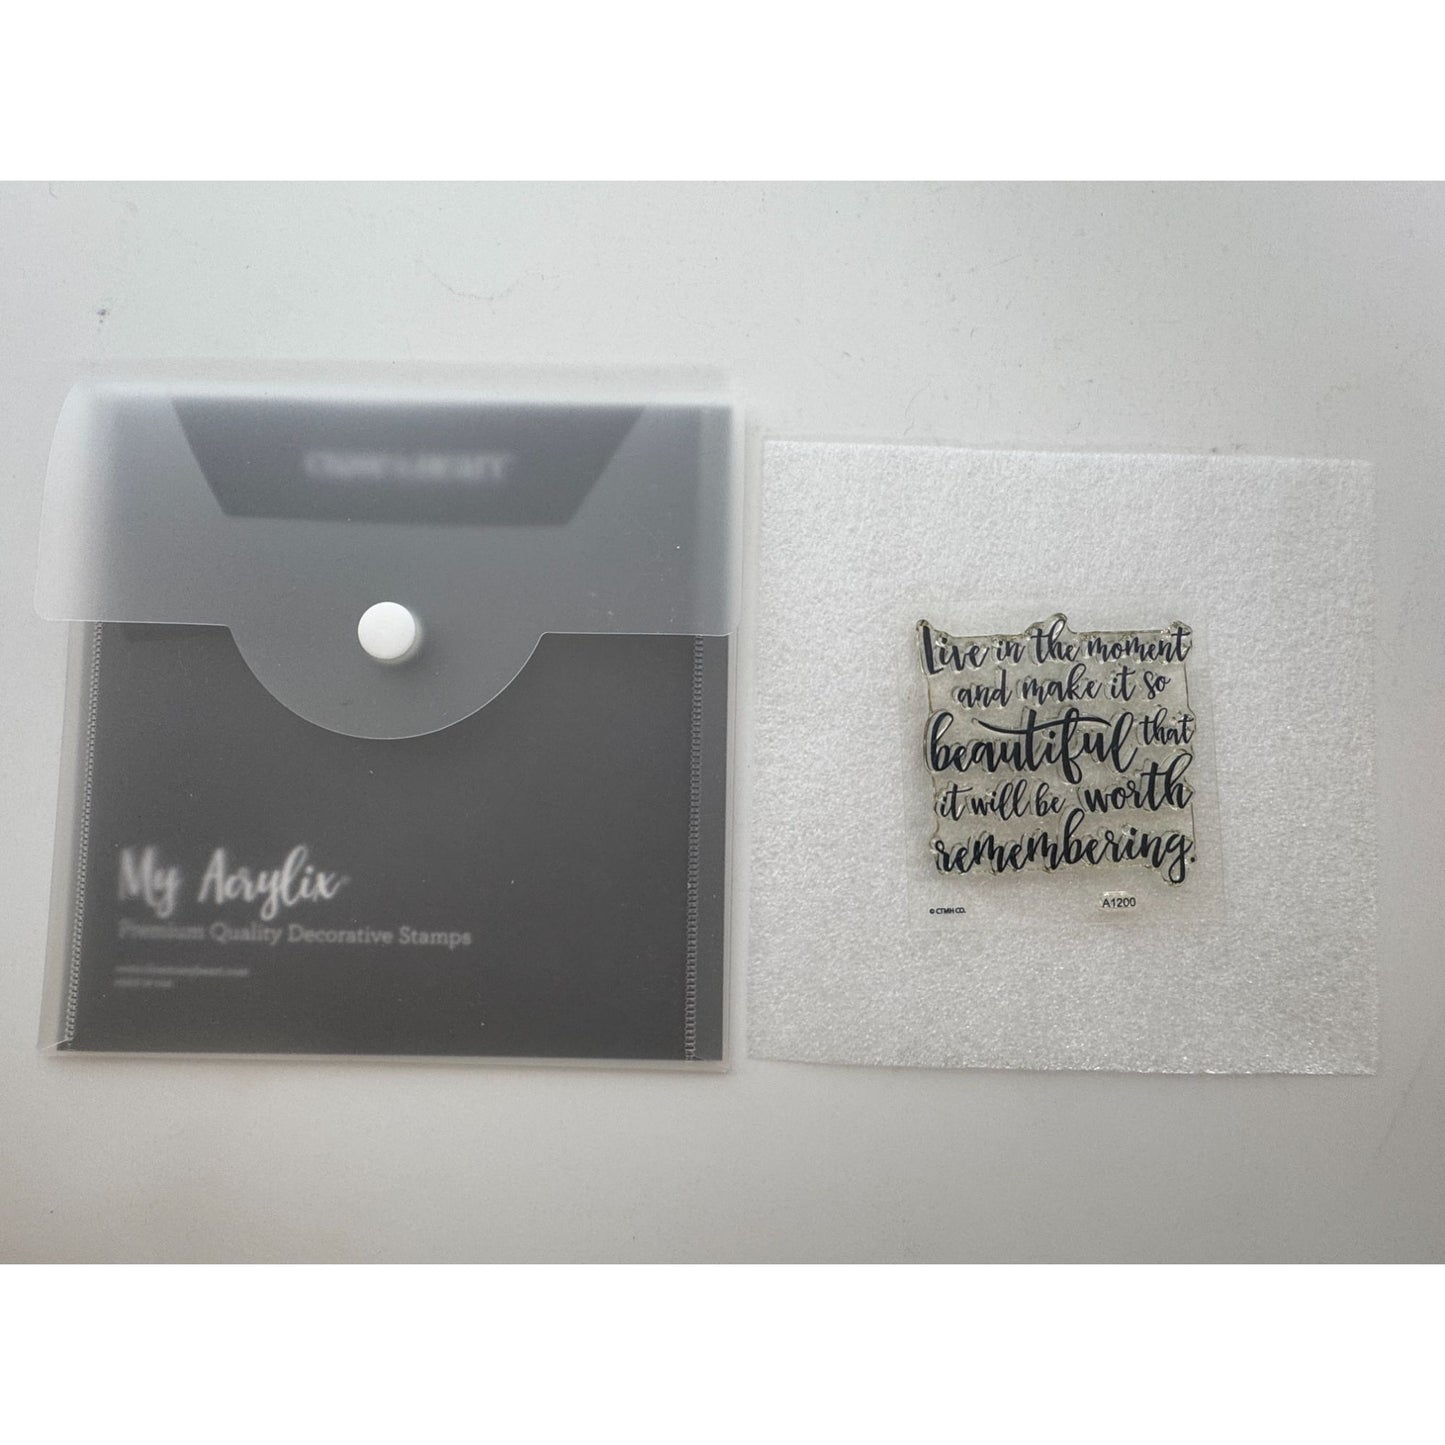 My Acrylix
Premium Quality Decorative Stamps
Live in the moment
and make it so
beautiful that
it will be worth
remembering.
© CTMH CO.
A1200